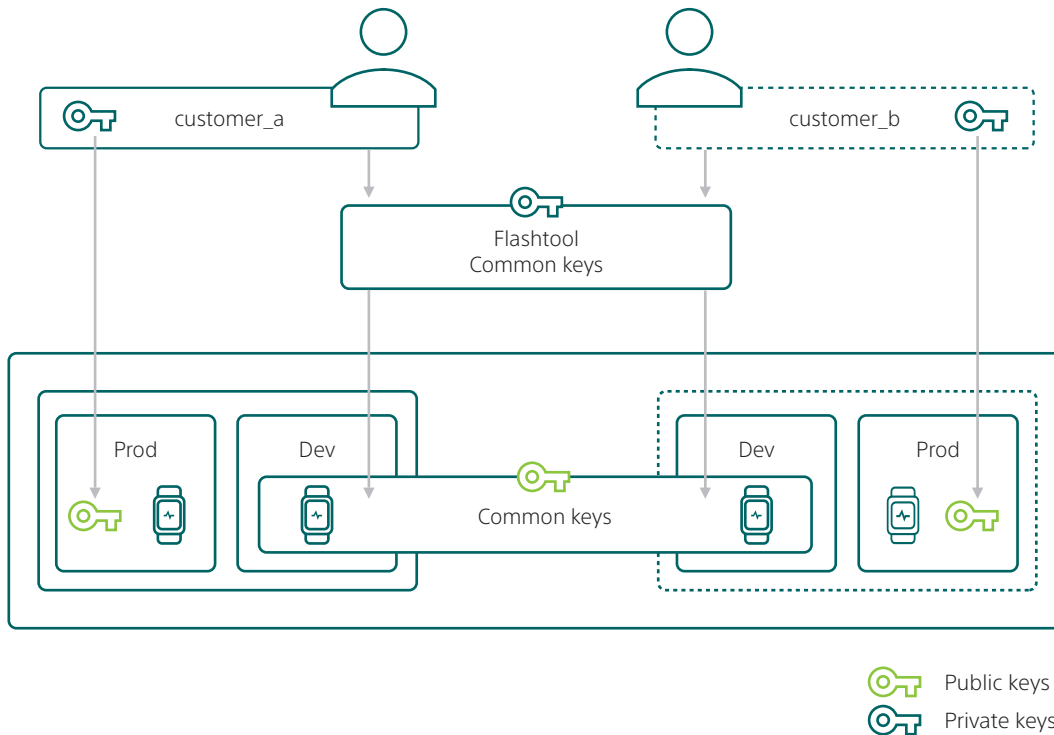 customer_a
customer_b
Flashtool
Common keys
Prod
Dev
Dev
Prod
Common keys
Public keys
Private keys